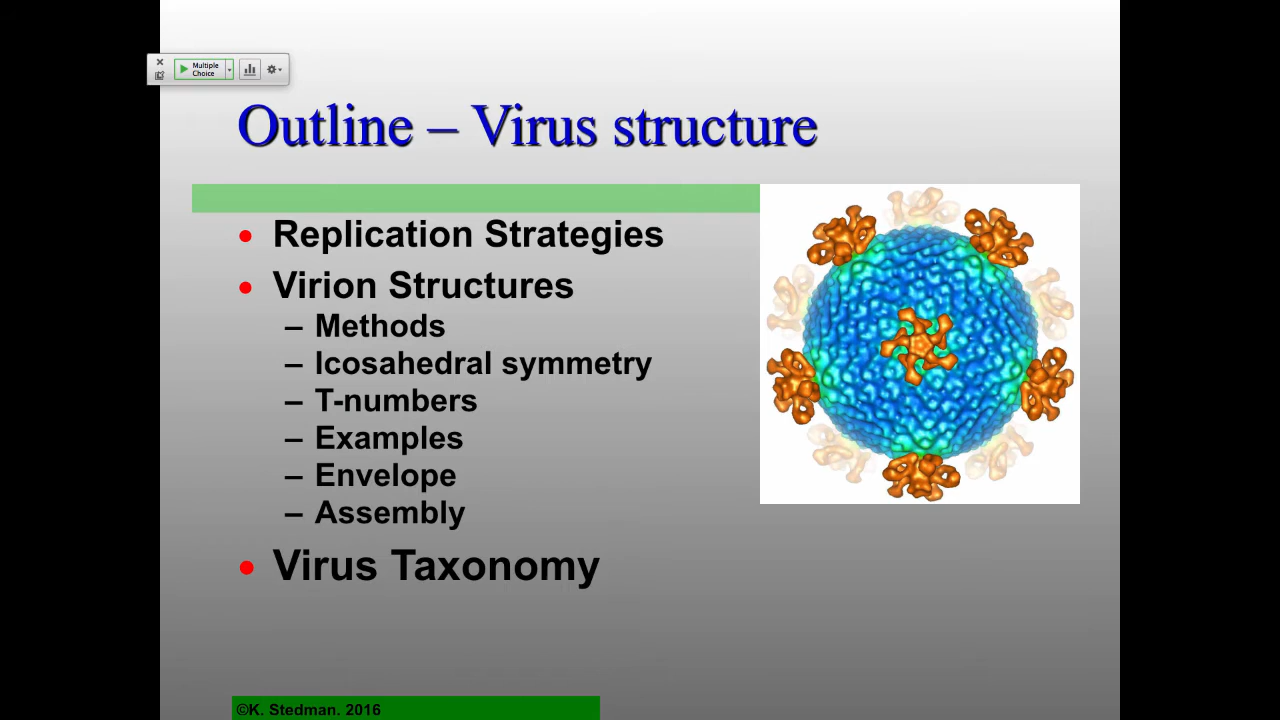 Multiple
Choice
Outline – Virus structure
• Replication Strategies
• Virion Structures
– Methods
– Icosahedral symmetry
– T-numbers
– Examples
– Envelope
– Assembly
• Virus Taxonomy
©K. Stedman. 2016